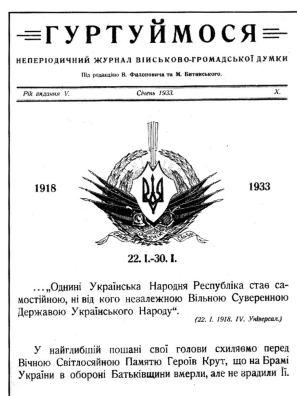 ГУРТУЙМОСЯ
НЕПЕРІОДИЧНИЙ ЖУРНАЛ ВІЙСЬКОВО-ГРОМАДСЬКОЇ ДУМКИ
Під редакцією В. Филоновича та М. Битинського.
Рік видання V. Січень 1933. X.
1918 1933
22. I.-30. I.
...„Однині Українська Народня Республіка стає са-
мостійною, ні від кого незалежною Вільною Суверенною
Державою Українського Народу“.
(22. I. 1918. IV. Універсал.)
У найглибшій пошані свої голови схиляємо перед
Вічною Світлосяйною Памятю Героїв Крут, що на Брамі
України в обороні Батьківщини вмерли, але не врадили Її.